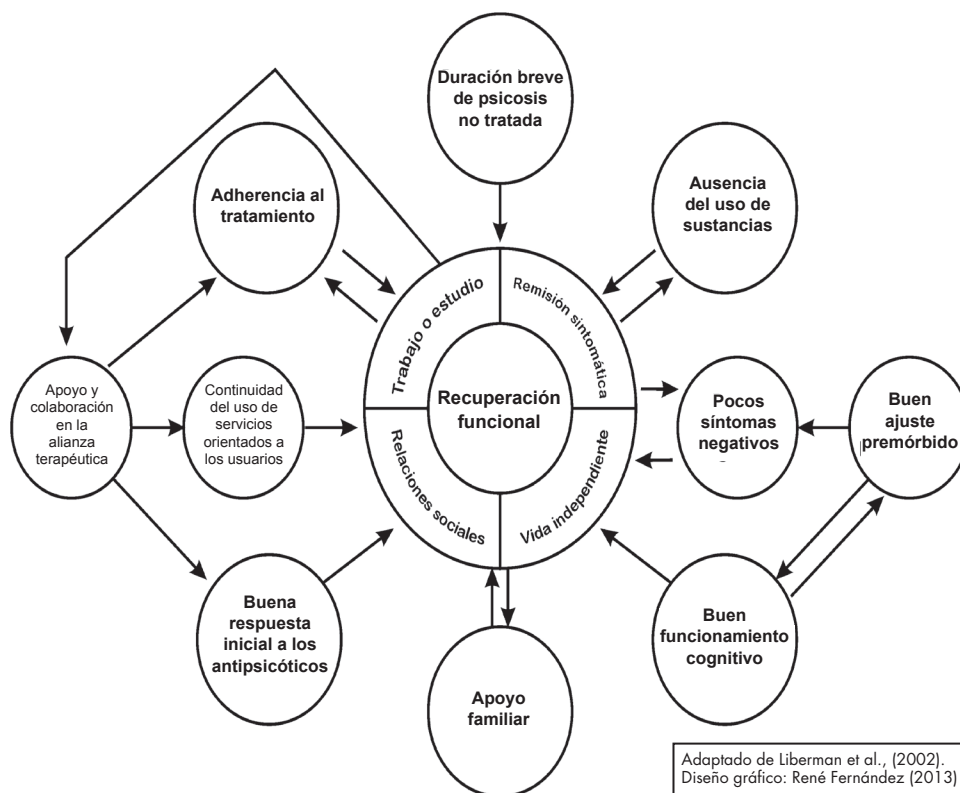 Duración breve
de psicosis
no tratada
Adherencia al
tratamiento
Ausencia
del uso de
sustancias
Trabajo o estudio
Remisión sintomática
Apoyo y
colaboración
en la alianza
terapéutica
Continuidad
del uso de
servicios
orientados a
los usuarios
Recuperación
funcional
Pocos
síntomas
negativos
Buen
ajuste
premórbido
Relaciones sociales
Vida independiente
Buena
respuesta
inicial a los
antipsicóticos
Buen
funcionamiento
cognitivo
Apoyo
familiar
Adaptado de Liberman et al., (2002).
Diseño gráfico: René Fernández (2013)